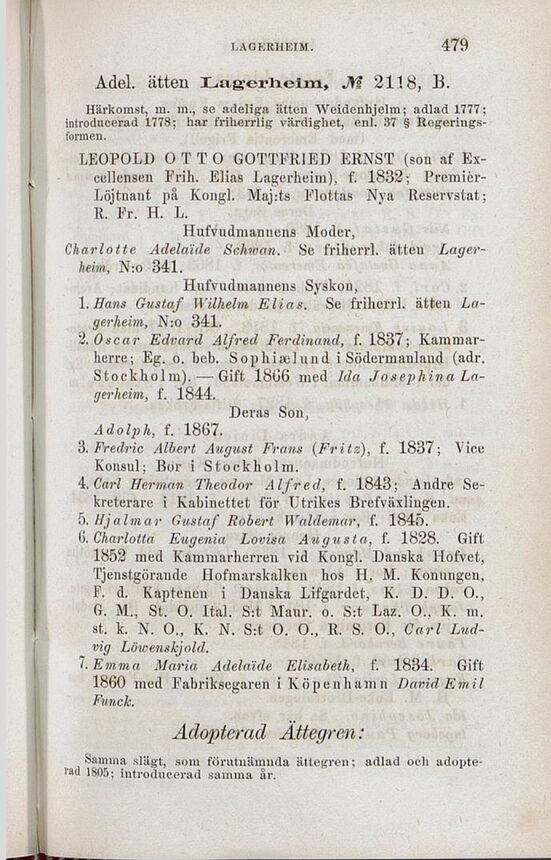 LAGERHEIM. 479
Adel. ätten Lagerheim, № 2118, B.
Härkomst, m. m., se adeliga ätten Weidenhjelm; adlad 1777;
introducerad 1778; har friherrlig värdighet, enl. 37 § Regerings-
formen.
LEOPOLD OTTO GOTTFRIED ERNST (son af Ex-
cellensen Frih. Elias Lagerheim), f. 1832; Premièr-
Löjtnant på Kongl. Maj:ts Flottas Nya Reservstat;
R. Fr. H. L.
Hufvudmannens Moder,
Charlotte Adelaïde Schwan. Se friherrl. ätten Lager-
heim, N:o 341.
Hufvudmannens Syskon,
1. Hans Gustaf Wilhelm Elias. Se friherrl. ätten La-
gerheim, N:o 341.
2. Oscar Edvard Alfred Ferdinand, f. 1837; Kammar-
herre; Eg. o. beb. Sophiælund i Södermanland (adr.
Stockholm). — Gift 1866 med Ida Josephina La-
gerheim, f. 1844.
Deras Son,
Adolph, f. 1867.
3. Fredric Albert August Frans (Fritz), f. 1837; Vice
Konsul; Bor i Stockholm.
4. Carl Herman Theodor Alfred, f. 1843; Andre Se-
kreterare i Kabinettet för Utrikes Brefväxlingen.
5. Hjalmar Gustaf Robert Waldemar, f. 1845.
6. Charlotta Eugenia Lovisa Augusta, f. 1828. Gift
1852 med Kammarherren vid Kongl. Danska Hofvet,
Tjenstgörande Hofmarskalken hos H. M. Konungen,
F. d. Kaptenen i Danska Lifgardet, K. D. D. O.,
G. M., St. O. Ital. S:t Maur. o. S:t Laz. O., K. m.
st. k. N. O., K. N. S:t O. O., R. S. O., Carl Lud-
vig Löwenskjold.
7. Emma Maria Adelaïde Elisabeth, f. 1834. Gift
1860 med Fabriksegaren i Köpenhamn David Emil
Funck.
Adopterad Ättegren:
Samma slägt, som förutnämnda ättegren; adlad och adopte-
rad 1805; introducerad samma år.